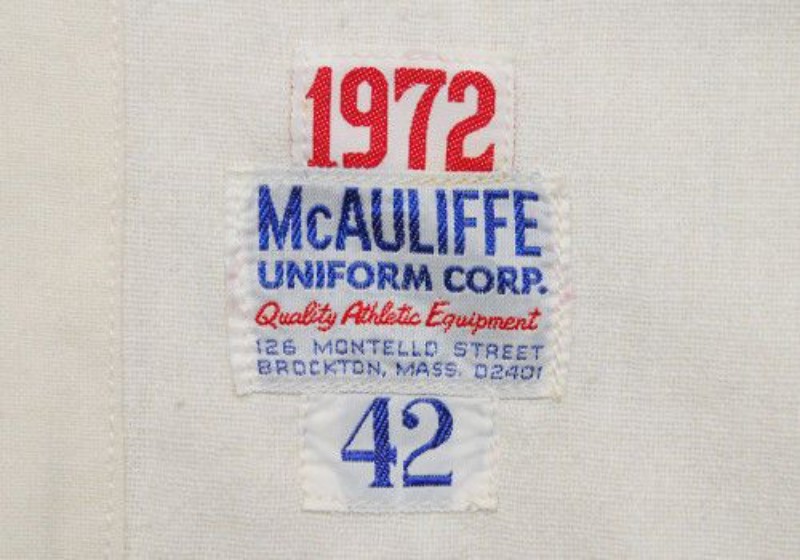 1972
McAULIFFE
UNIFORM CORP.
Quality Athletic Equipment
126 MONTELLO STREET
BROCKTON, MASS. 02401
42